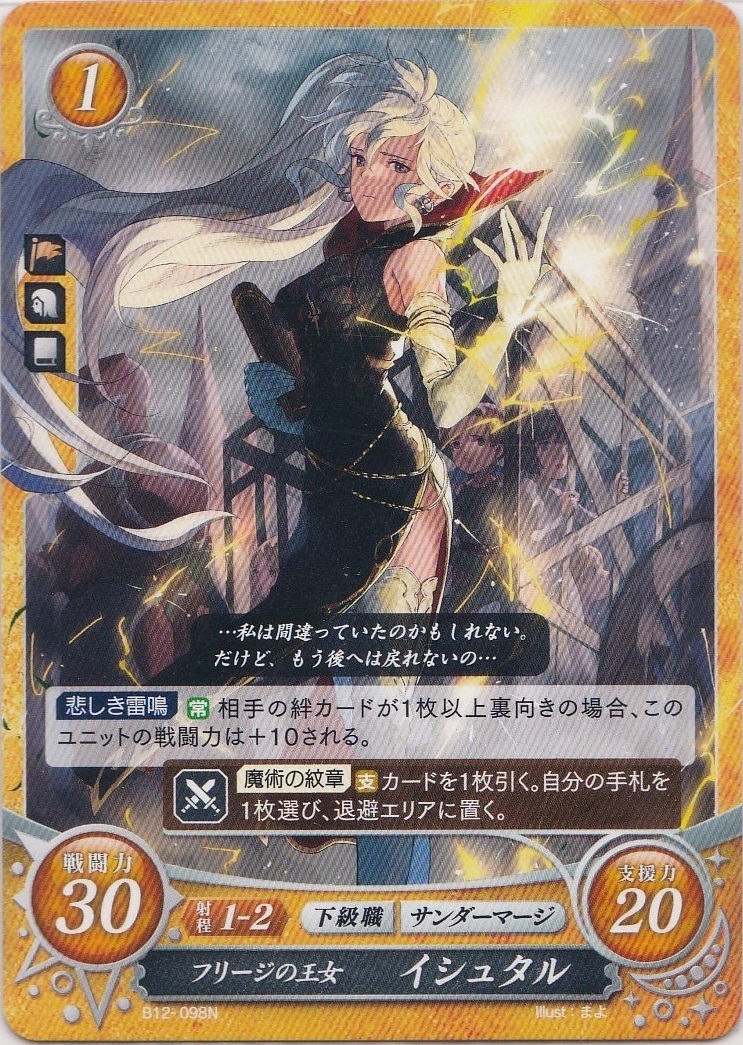 1
…私は間違っていたのかもしれない。
だけど、もう後へは戻れないの…
悲しき雷鳴 常 相手の絆カードが1枚以上裏向きの場合、この
ユニットの戦闘力は+10される。
魔術の紋章 支 カードを1枚引く。自分の手札を
1枚選び、退避エリアに置く。
戦闘力
30
射程 1-2 下級職 サンダーマージ
支援力
20
フリージの王女 イシュタル
B12-098N Illust:まよ